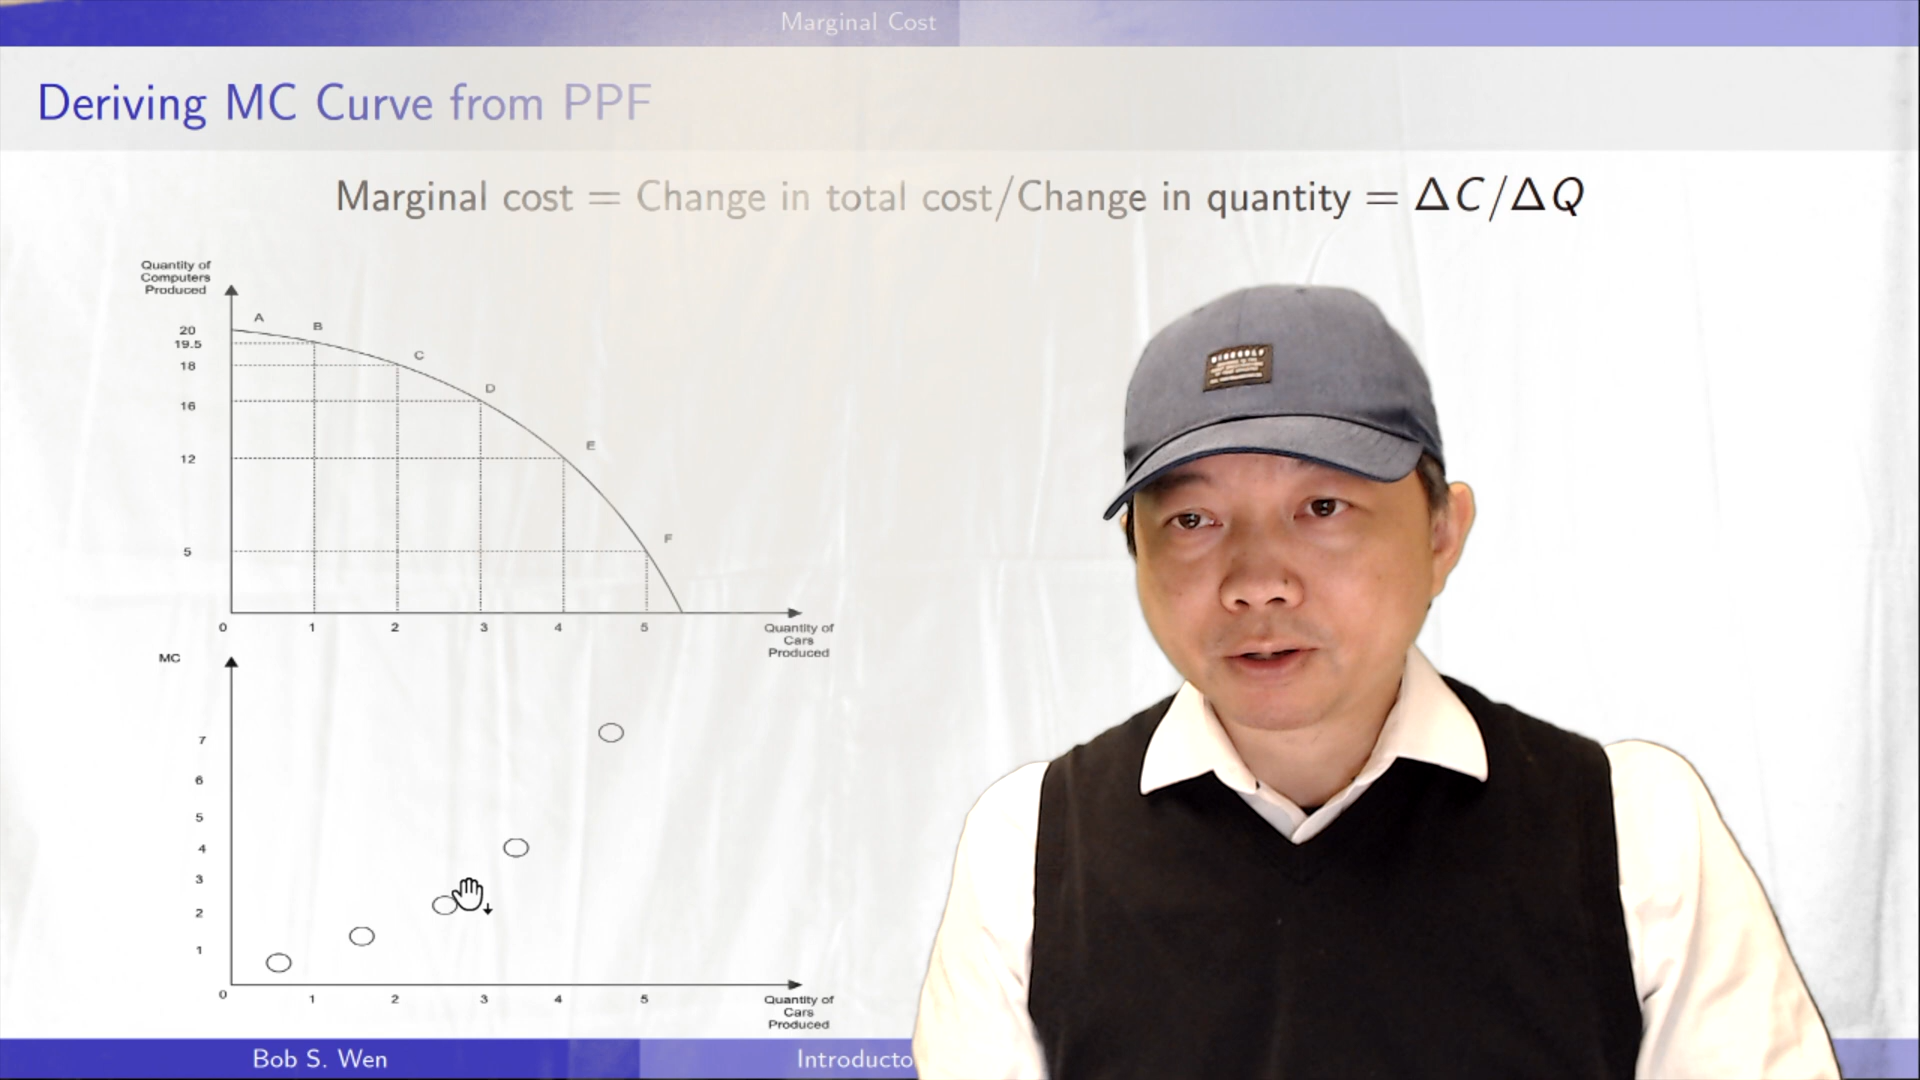 Marginal Cost
Deriving MC Curve from PPF
Marginal cost = Change in total cost/Change in quantity = ΔC/ΔQ
Quantity of
Computers
Produced
A
B
20
19.5
C
18
D
16
E
12
F
5
0 1 2 3 4 5
Quantity of
Cars
Produced
MC
7
6
5
4
3
2
1
0 1 2 3 4 5
Quantity of
Cars
Produced
Bob S. Wen
Introducto